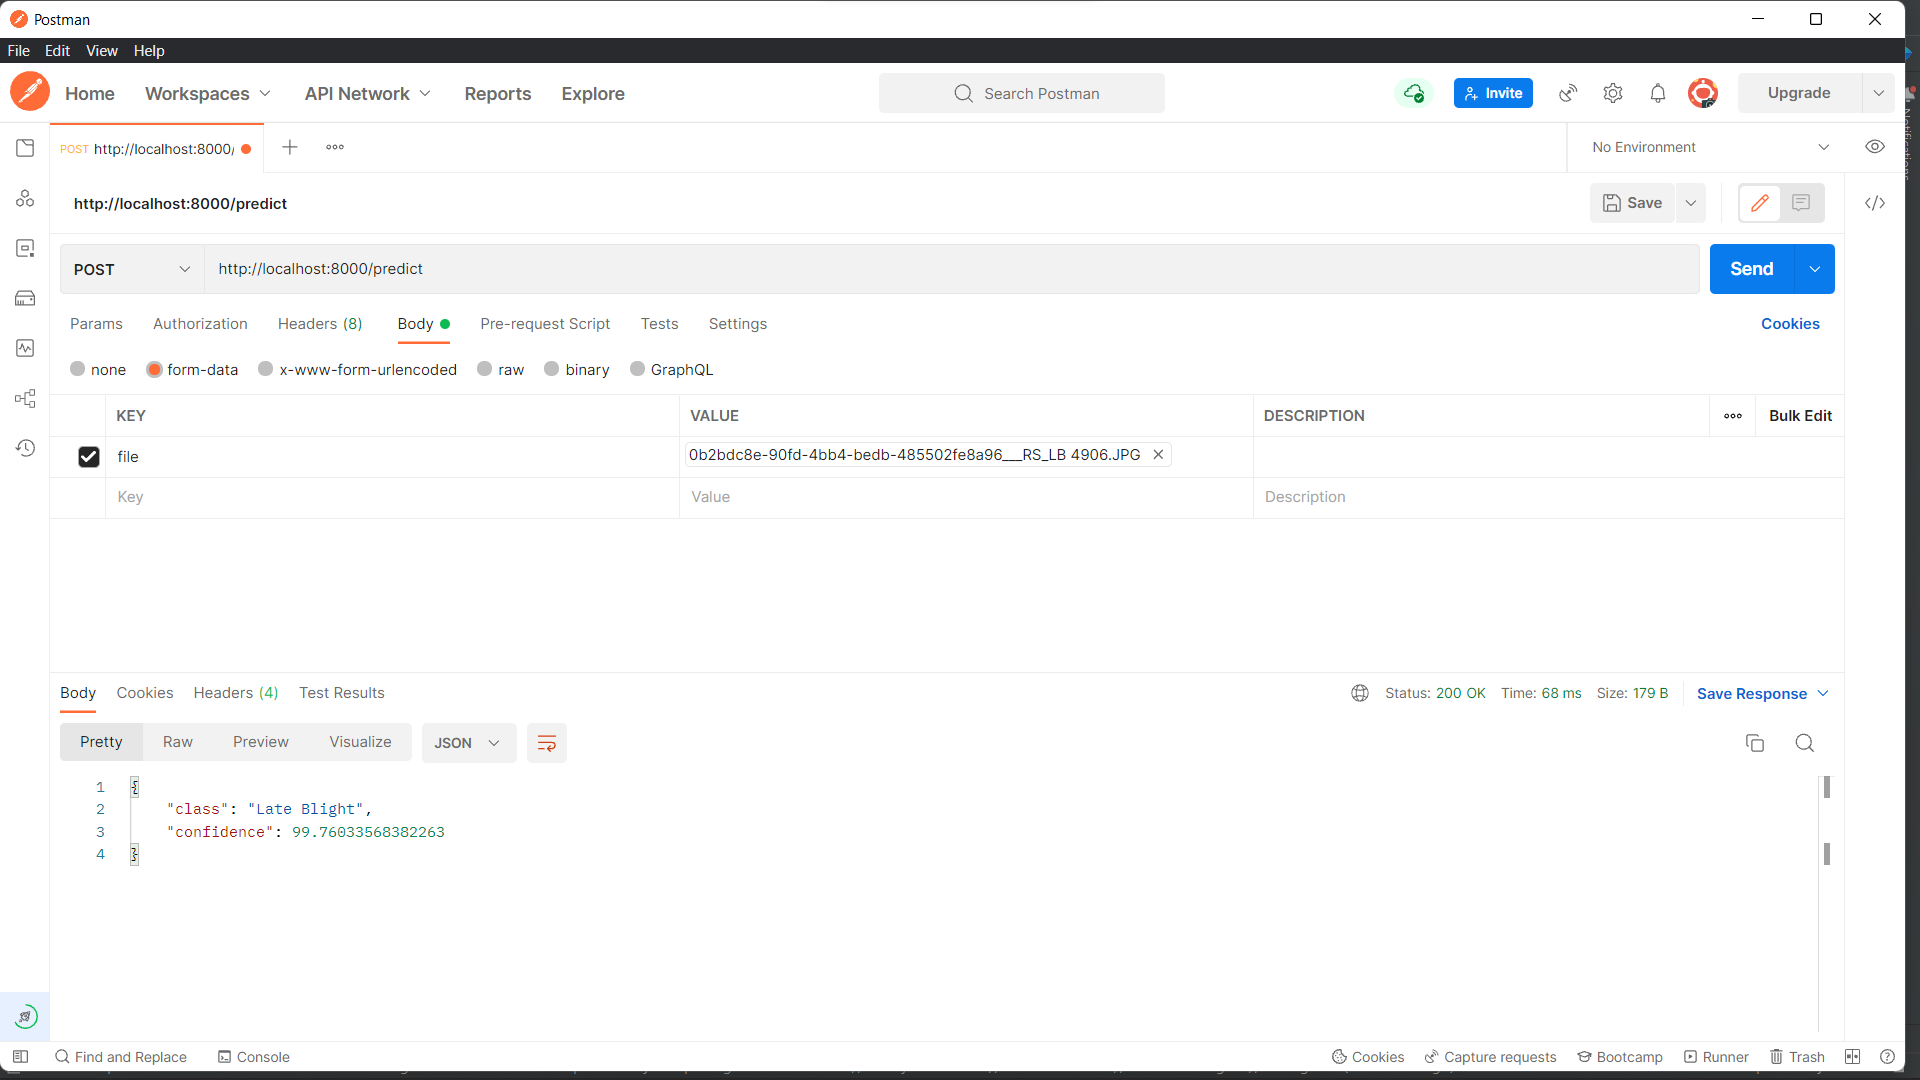 Postman
File Edit View Help
Home Workspaces API Network Reports Explore Search Postman Invite Upgrade
POST http://localhost:8000/ No Environment
http://localhost:8000/predict Save
POST http://localhost:8000/predict Send
Params Authorization Headers (8) Body Pre-request Script Tests Settings Cookies
none form-data x-www-form-urlencoded raw binary GraphQL
KEY VALUE DESCRIPTION Bulk Edit
file 0b2bdc8e-90fd-4bb4-bedb-485502fe8a96___RS_LB 4906.JPG
Key Value Description
Body Cookies Headers (4) Test Results Status: 200 OK Time: 68 ms Size: 179 B Save Response
Pretty Raw Preview Visualize JSON
1 {
2 "class": "Late Blight",
3 "confidence": 99.76033568382263
4 }
Find and Replace Console Cookies Capture requests Bootcamp Runner Trash